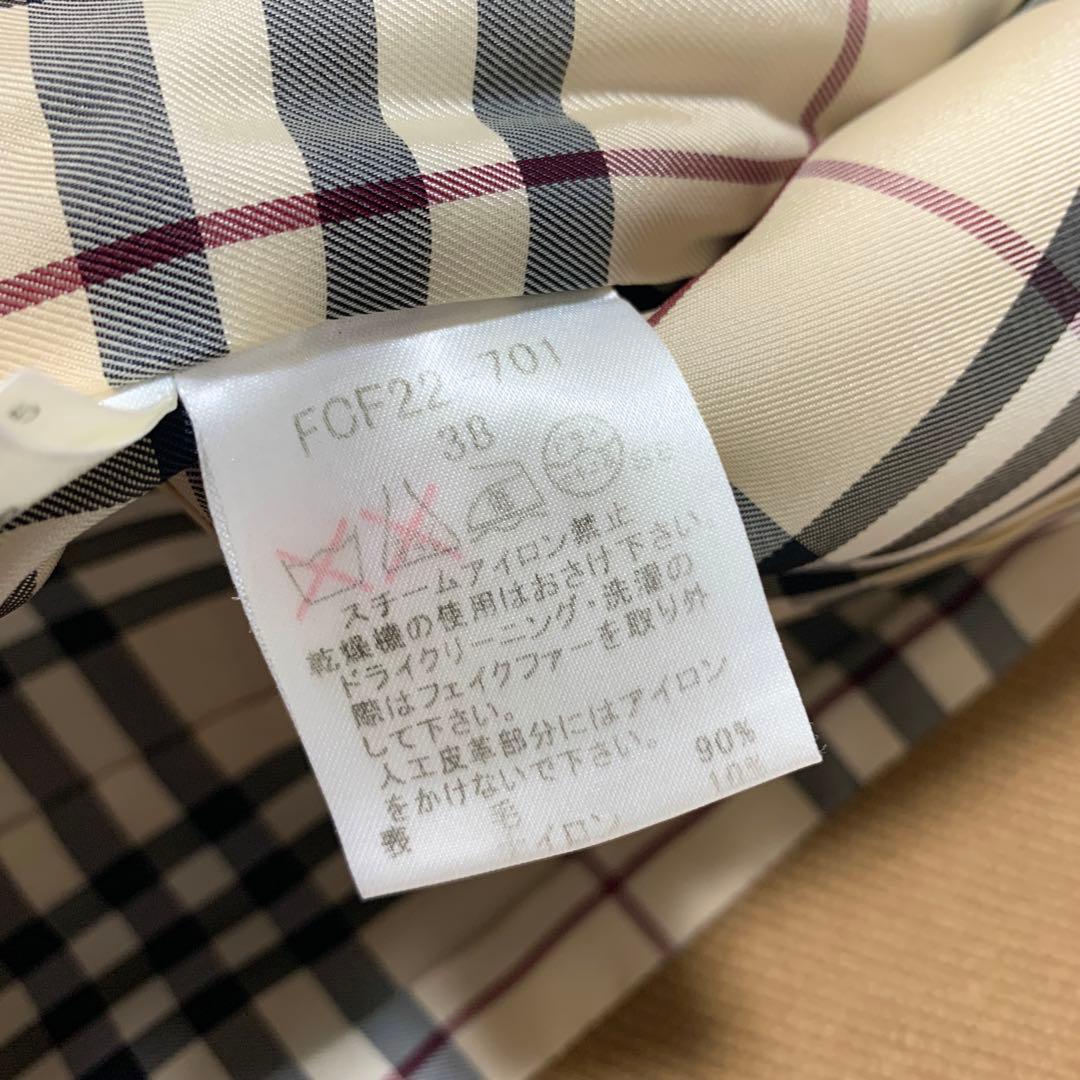 FCF22 701
38
スチームアイロン禁止
乾燥機の使用はおさけ下さい。
ドライクリーニング・洗濯の
際はフェイクファーを取り外
して下さい。
人工皮革部分にはアイロン
をかけないで下さい。
表 毛 90%
ナイロン 10%